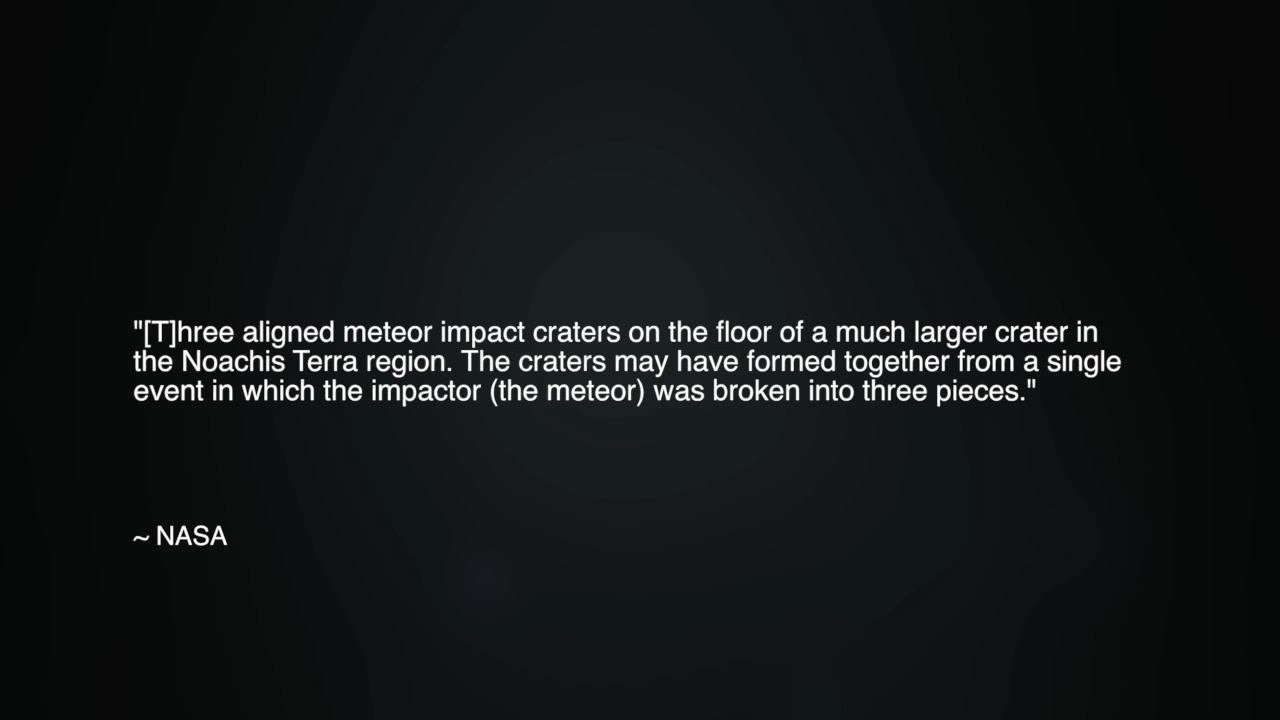 "[T]hree aligned meteor impact craters on the floor of a much larger crater in
the Noachis Terra region. The craters may have formed together from a single
event in which the impactor (the meteor) was broken into three pieces."
~ NASA